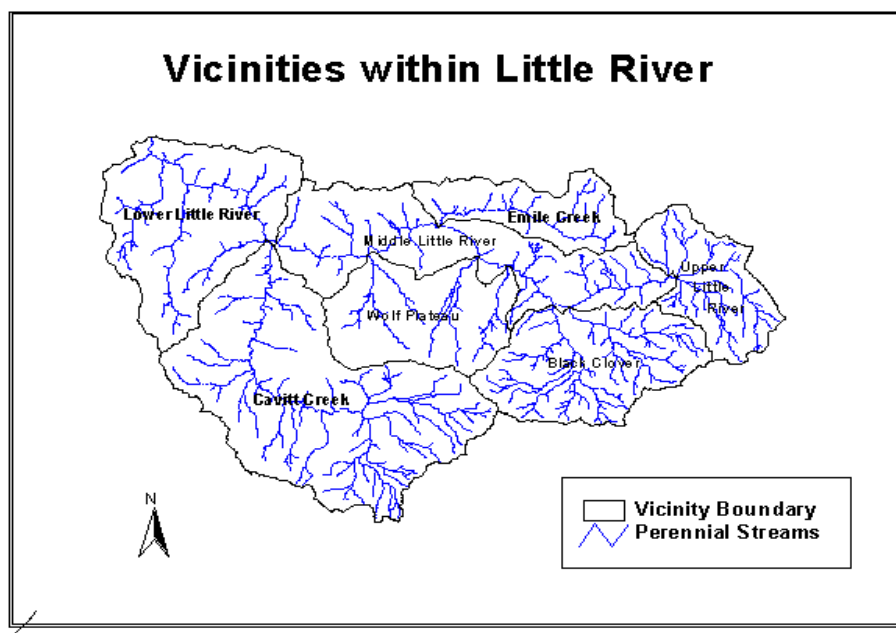 Vicinities within Little River
Lower Little River
Emile Creek
Middle Little River
Upper
Little
River
Wolf Plateau
Black Clover
Cavitt Creek
N
Vicinity Boundary
Perennial Streams